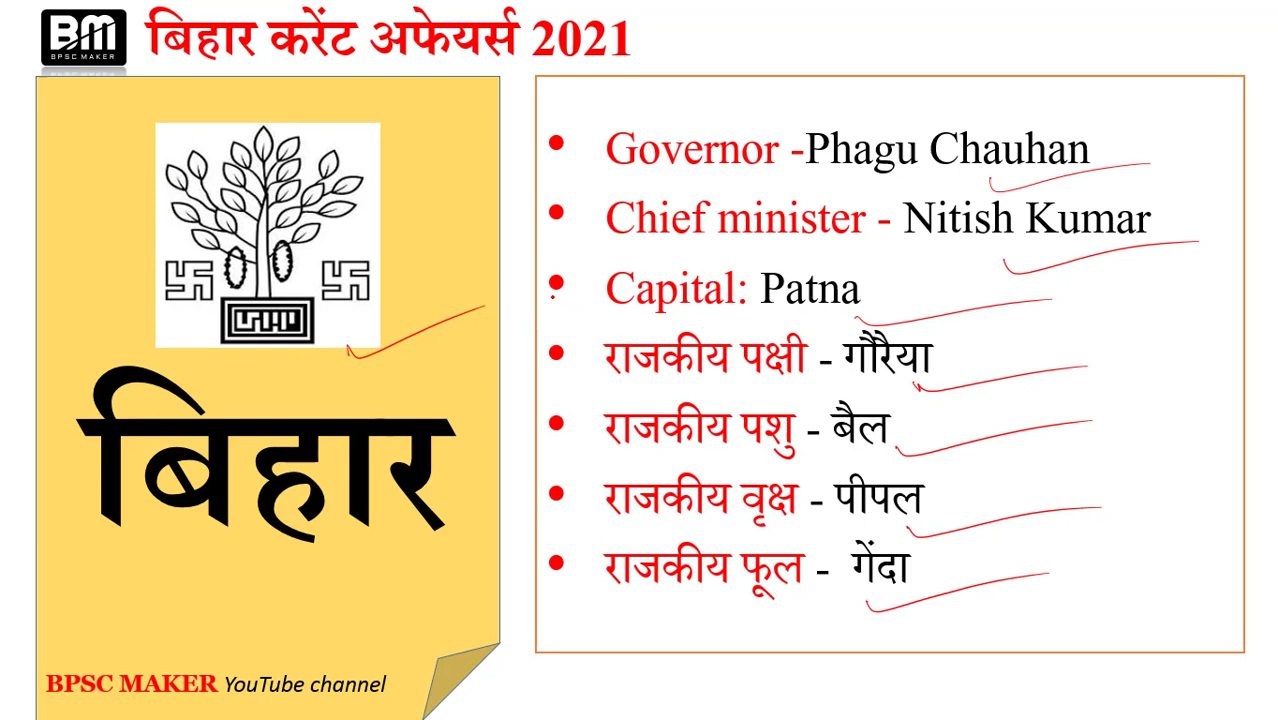 BM
BPSC MAKER
बिहार करेंट अफेयर्स 2021
बिहार
BPSC MAKER YouTube channel
• Governor -Phagu Chauhan
• Chief minister - Nitish Kumar
• Capital: Patna
• राजकीय पक्षी - गौरैया
• राजकीय पशु - बैल
• राजकीय वृक्ष - पीपल
• राजकीय फूल - गेंदा